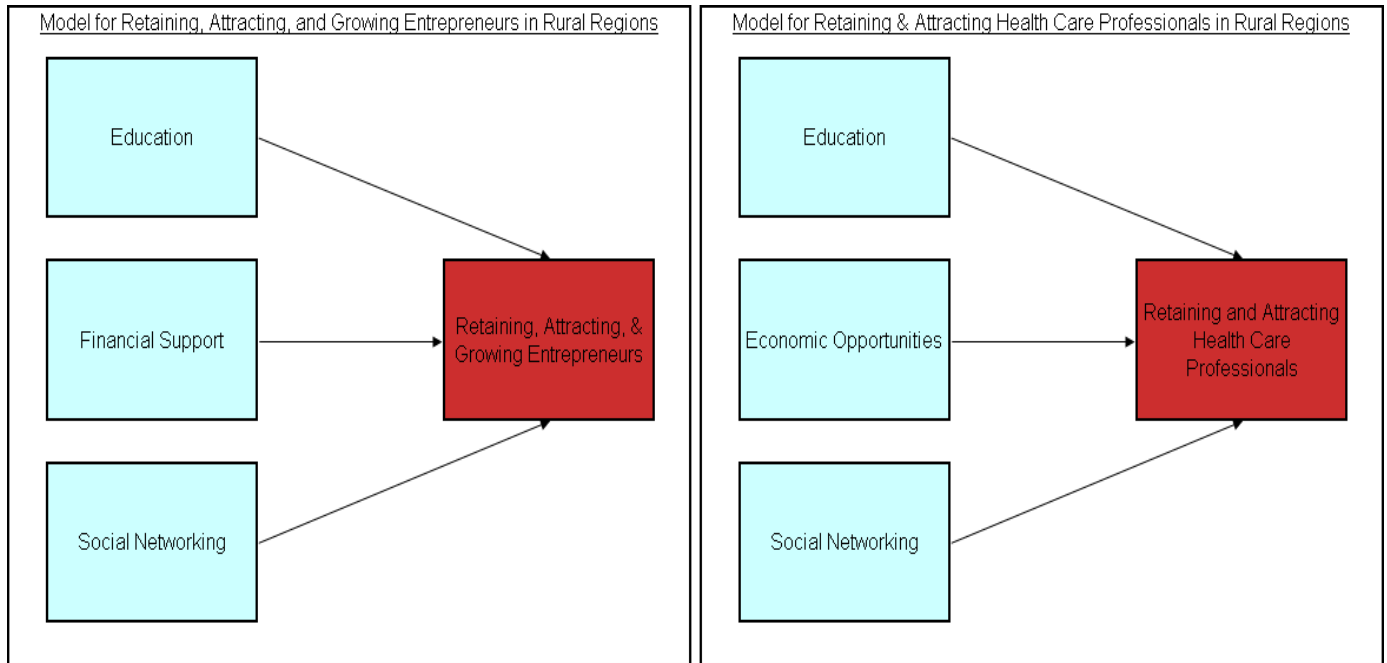 Model for Retaining, Attracting, and Growing Entrepreneurs in Rural Regions
Education
Financial Support
Retaining, Attracting, &
Growing Entrepreneurs
Social Networking
Model for Retaining & Attracting Health Care Professionals in Rural Regions
Education
Economic Opportunities
Retaining and Attracting
Health Care
Professionals
Social Networking